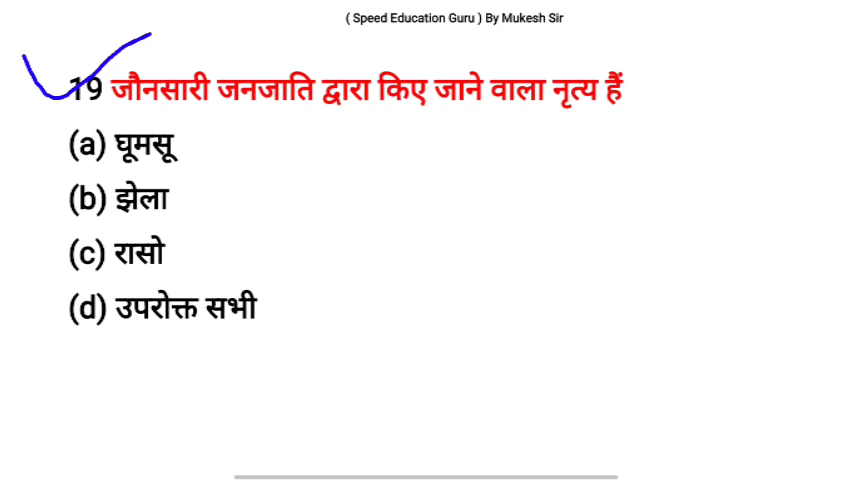 ( Speed Education Guru ) By Mukesh Sir
19 जौनसारी जनजाति द्वारा किए जाने वाला नृत्य हैं
(a) घूमसू
(b) झेला
(c) रासो
(d) उपरोक्त सभी